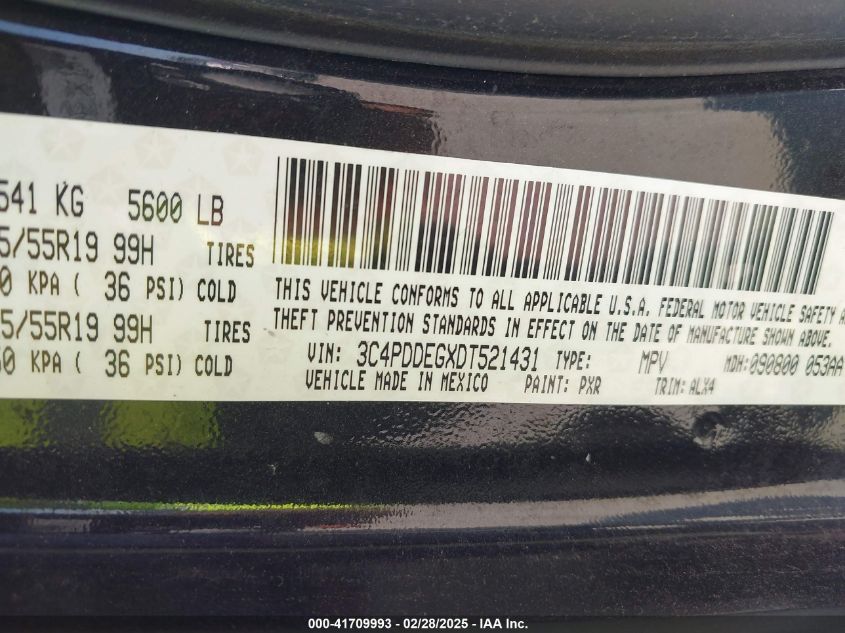 541 KG 5600 LB
5/55R19 99H TIRES
0 KPA ( 36 PSI) COLD
5/55R19 99H TIRES
0 KPA ( 36 PSI) COLD
THIS VEHICLE CONFORMS TO ALL APPLICABLE U.S.A. FEDERAL MOTOR VEHICLE SAFETY A
THEFT PREVENTION STANDARDS IN EFFECT ON THE DATE OF MANUFACTURE SHOWN ABOVE.
VIN: 3C4PDDEGXDT521431 TYPE: MPV MDH:090800 053AA
VEHICLE MADE IN MEXICO PAINT: PXR TRIM: ALX4
000-41709993 - 02/28/2025 - IAA Inc.